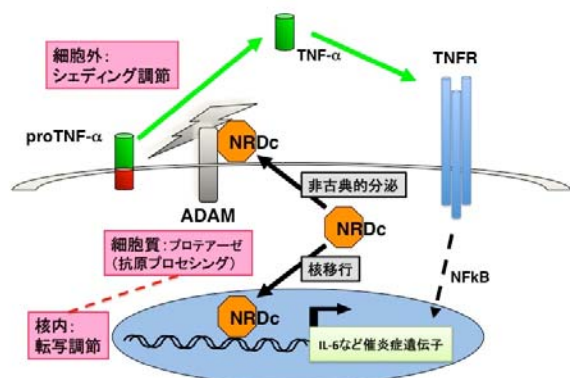 細胞外：
シェディング調節
TNF-α
TNFR
proTNF-α
NRDc
ADAM
非古典的分泌
NRDc
細胞質：プロテアーゼ
（抗原プロセシング）
核移行
NFkB
核内：
転写調節
NRDc
IL-6など催炎症遺伝子